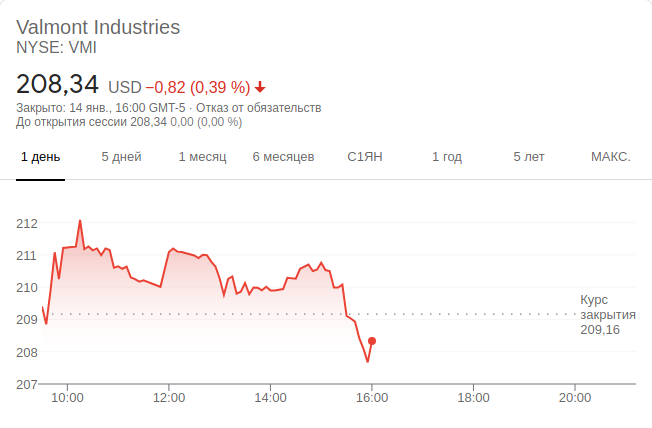 Valmont Industries
NYSE: VMI
208,34 USD −0,82 (0,39 %)
Закрыто: 14 янв., 16:00 GMT-5 · Отказ от обязательств
До открытия сессии 208,34 0,00 (0,00 %)
1 день 5 дней 1 месяц 6 месяцев С1ЯН 1 год 5 лет МАКС.
212
211
210
209
208
207
Курс
закрытия
209,16
10:00 12:00 14:00 16:00 18:00 20:00